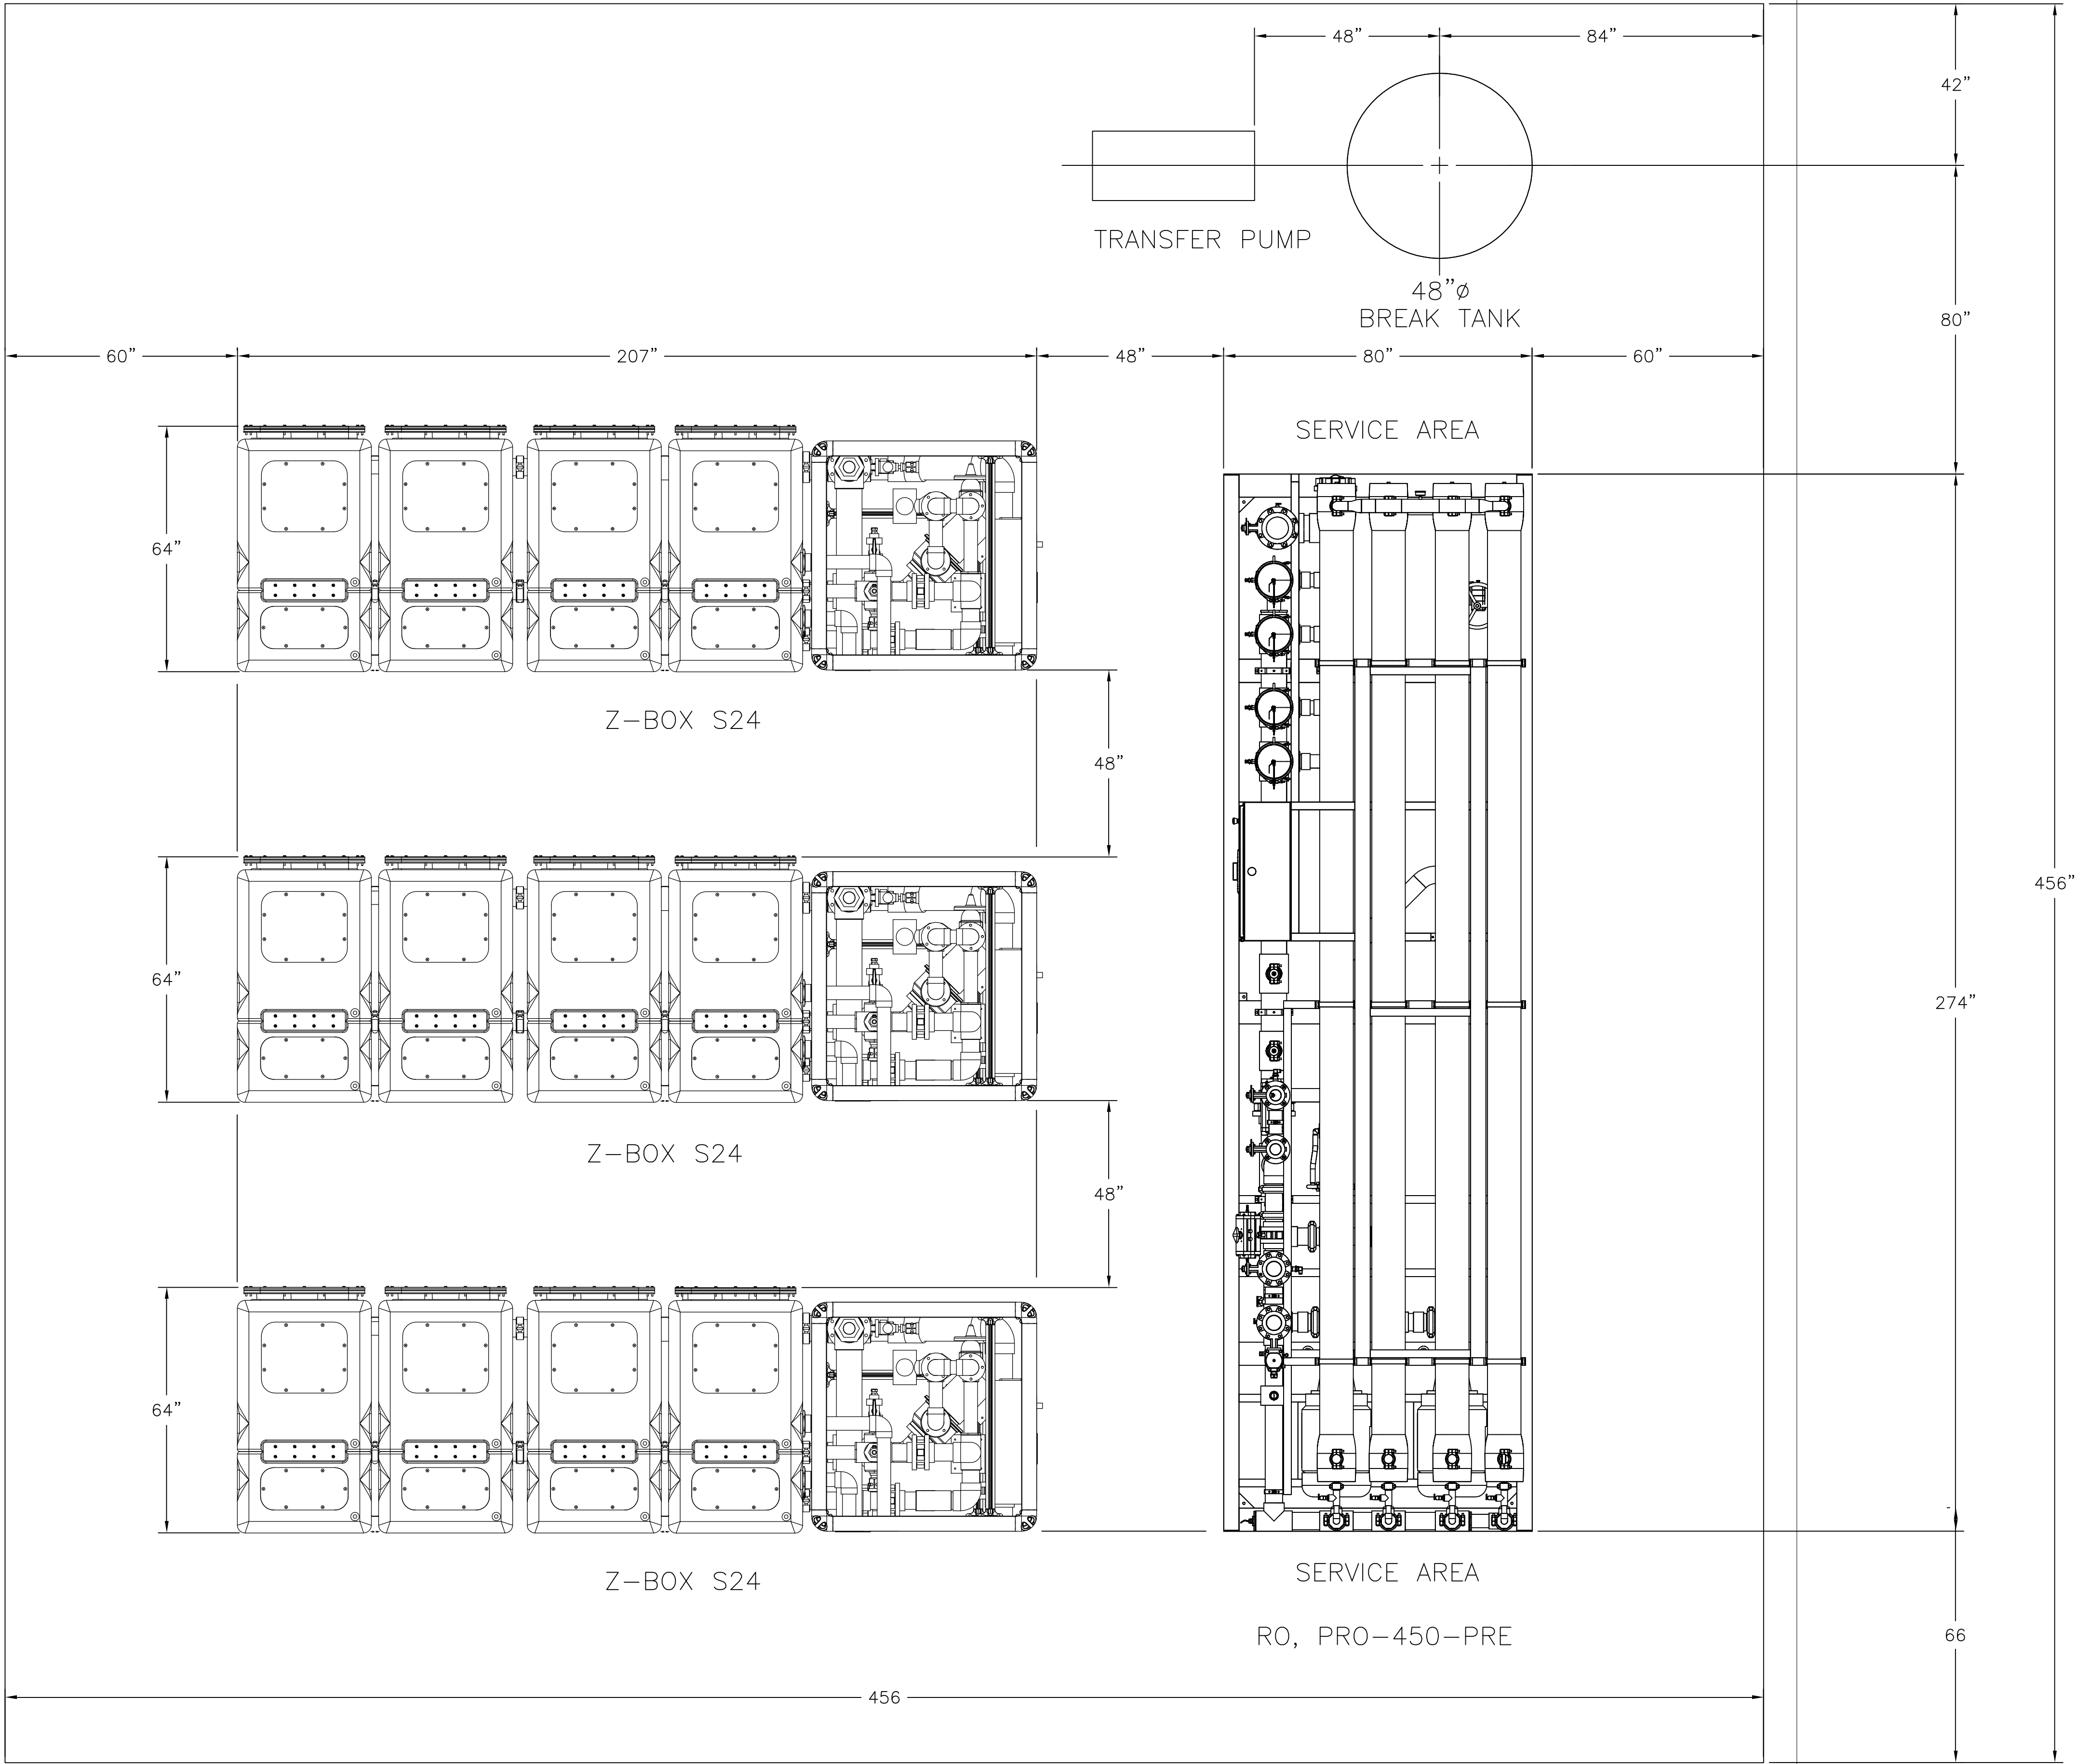 48”
84”
42”
TRANSFER PUMP
48”ø
BREAK TANK
80”
60”
207”
48”
80”
60”
SERVICE AREA
64”
Z-BOX S24
48”
456”
64”
274”
Z-BOX S24
48”
64”
Z-BOX S24
SERVICE AREA
RO, PRO-450-PRE
66
456